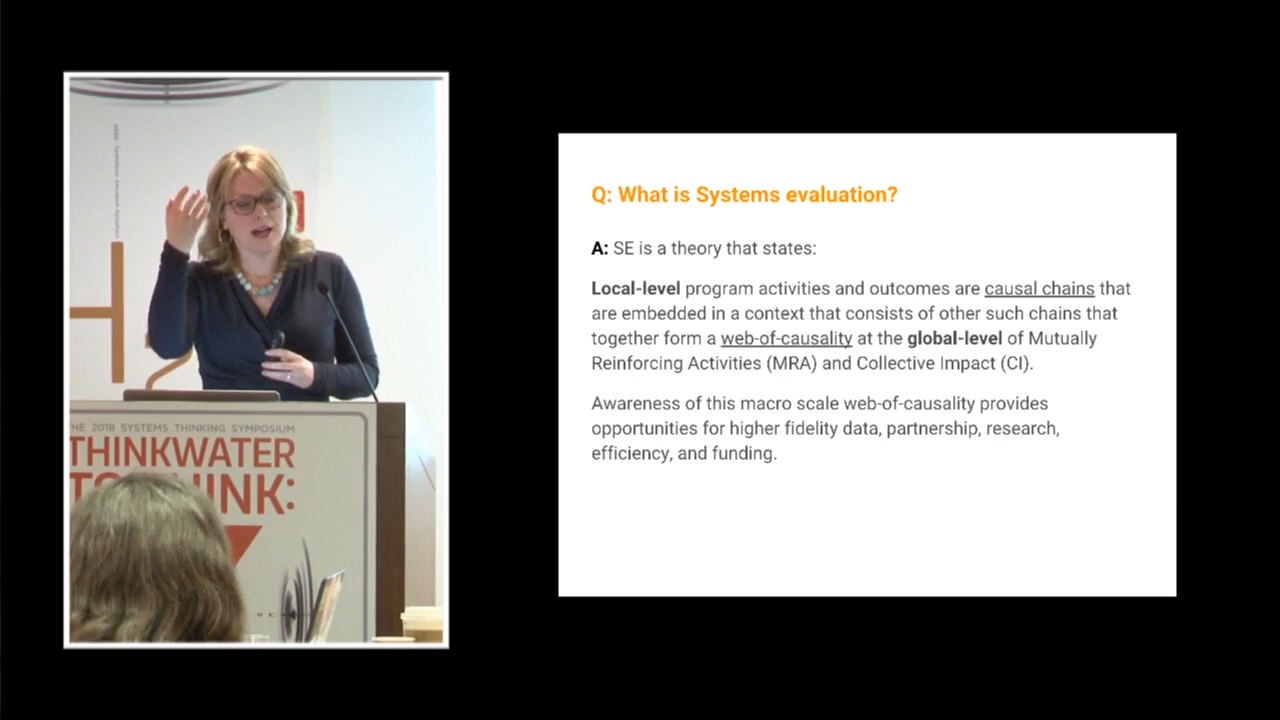 THE 2018 SYSTEMS THINKING SYMPOSIUM
THINKWATER
THINK:
Q: What is Systems evaluation?
A: SE is a theory that states:
Local-level program activities and outcomes are causal chains that
are embedded in a context that consists of other such chains that
together form a web-of-causality at the global-level of Mutually
Reinforcing Activities (MRA) and Collective Impact (CI).
Awareness of this macro scale web-of-causality provides
opportunities for higher fidelity data, partnership, research,
efficiency, and funding.